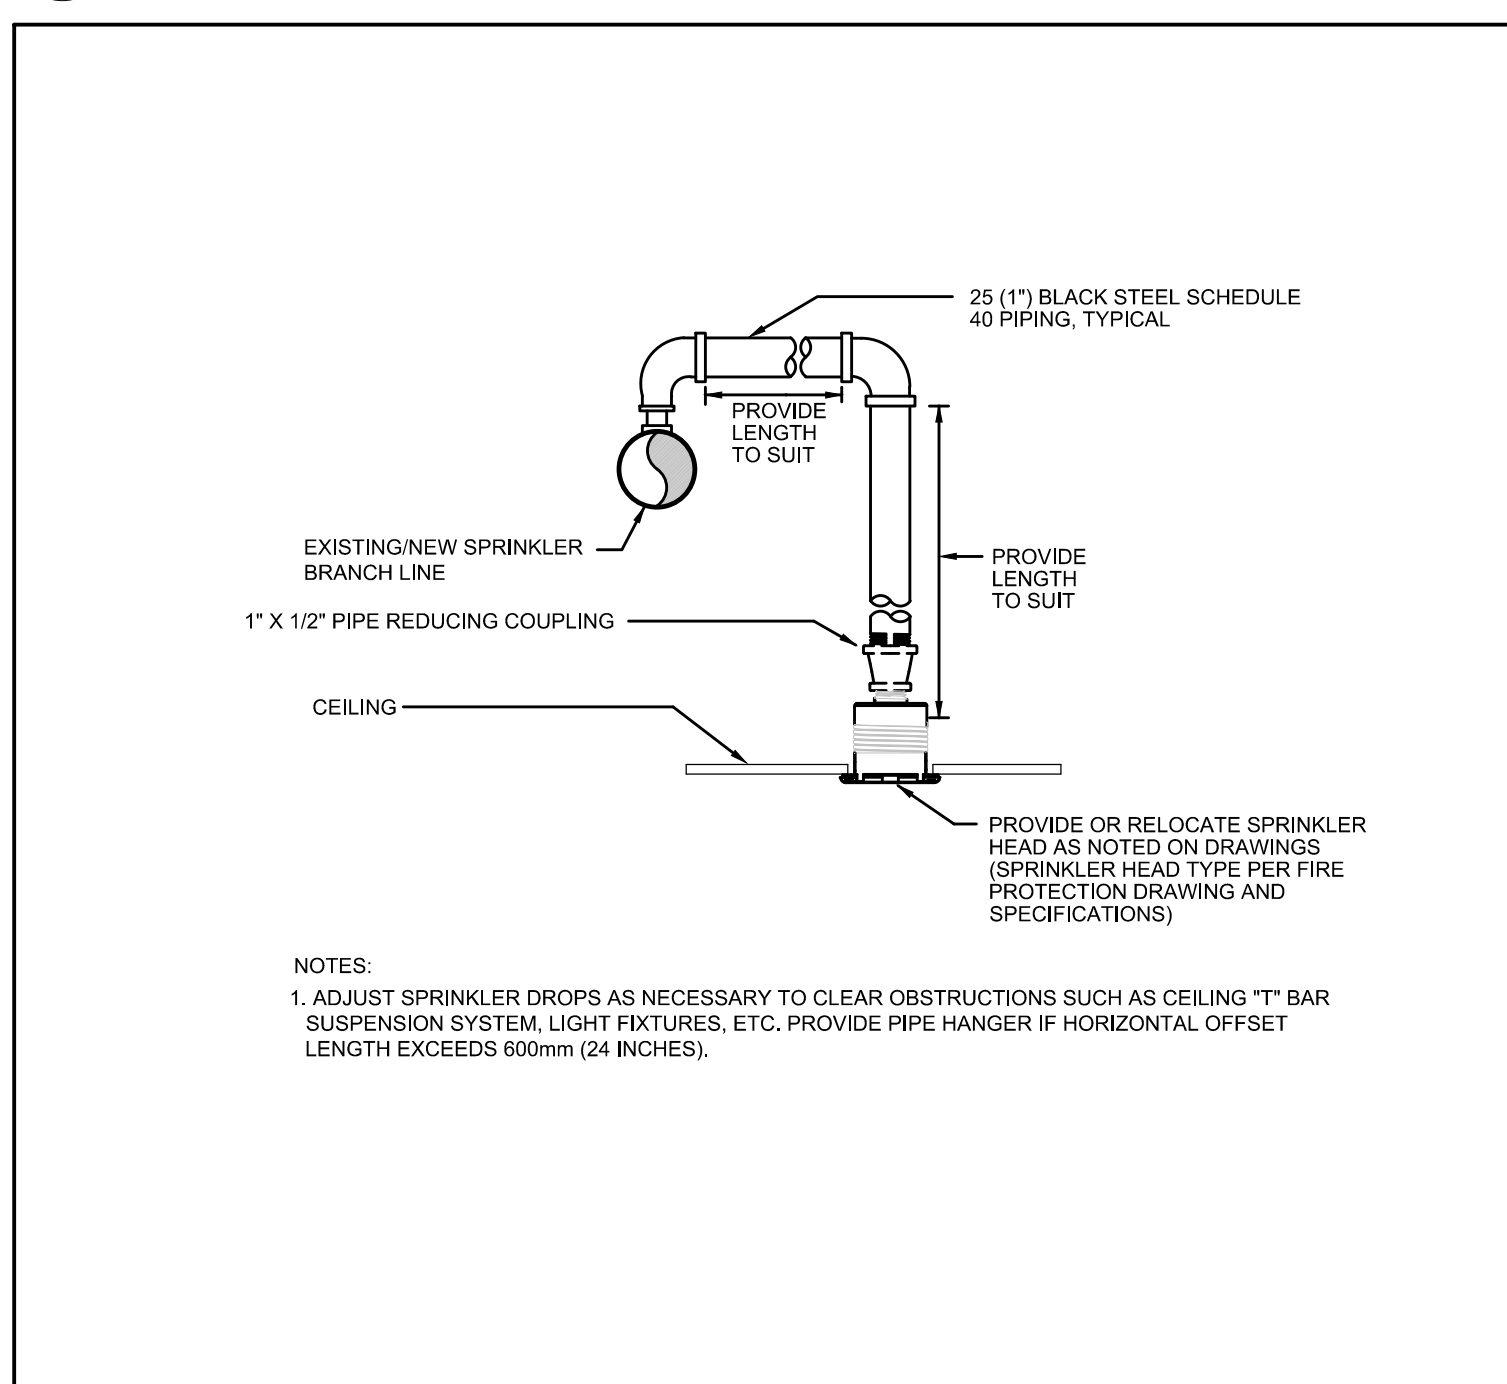 25 (1") BLACK STEEL SCHEDULE
40 PIPING, TYPICAL
PROVIDE
LENGTH
TO SUIT
EXISTING/NEW SPRINKLER
BRANCH LINE
PROVIDE
LENGTH
TO SUIT
1" X 1/2" PIPE REDUCING COUPLING
CEILING
PROVIDE OR RELOCATE SPRINKLER
HEAD AS NOTED ON DRAWINGS
(SPRINKLER HEAD TYPE PER FIRE
PROTECTION DRAWING AND
SPECIFICATIONS)
NOTES:
1. ADJUST SPRINKLER DROPS AS NECESSARY TO CLEAR OBSTRUCTIONS SUCH AS CEILING "T" BAR
SUSPENSION SYSTEM, LIGHT FIXTURES, ETC. PROVIDE PIPE HANGER IF HORIZONTAL OFFSET
LENGTH EXCEEDS 600mm (24 INCHES).